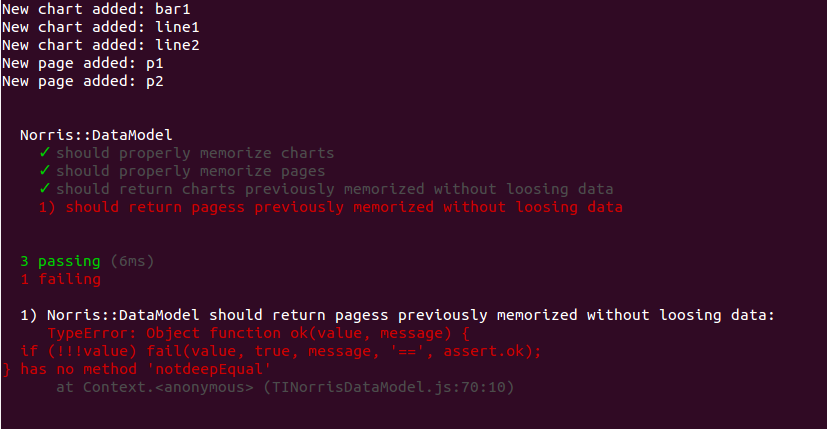 New chart added: bar1
New chart added: line1
New chart added: line2
New page added: p1
New page added: p2
Norris::DataModel
✓ should properly memorize charts
✓ should properly memorize pages
✓ should return charts previously memorized without loosing data
1) should return pagess previously memorized without loosing data
3 passing (6ms)
1 failing
1) Norris::DataModel should return pagess previously memorized without loosing data:
TypeError: Object function ok(value, message) {
if (!!!value) fail(value, true, message, '==', assert.ok);
} has no method 'notdeepEqual'
at Context.<anonymous> (TINorrisDataModel.js:70:10)